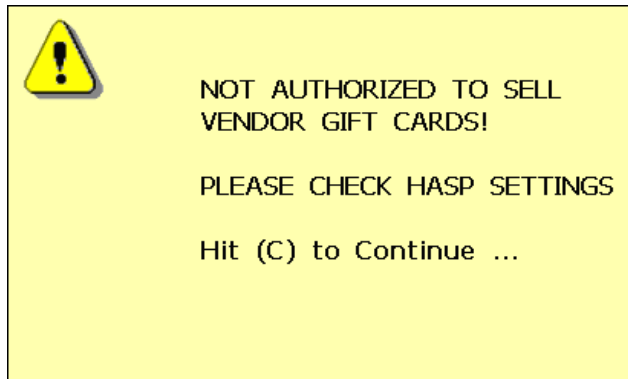 NOT AUTHORIZED TO SELL
VENDOR GIFT CARDS!
PLEASE CHECK HASP SETTINGS
Hit (C) to Continue ...